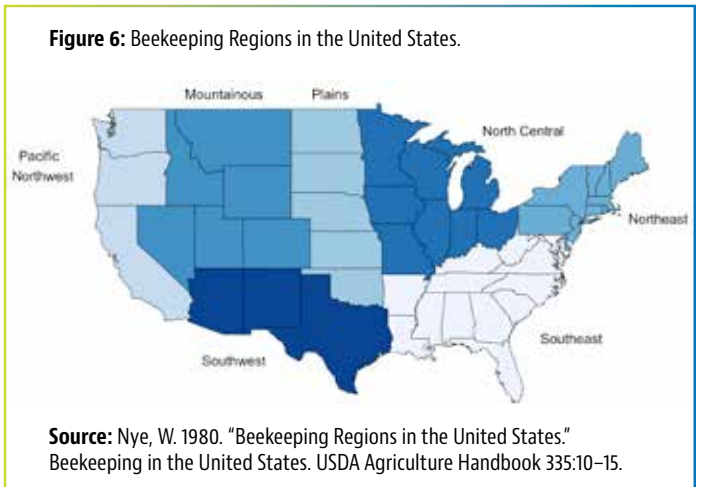 Figure 6: Beekeeping Regions in the United States.
Mountainous
Plains
North Central
Pacific
Northwest
Northeast
Southeast
Southwest
Source: Nye, W. 1980. “Beekeeping Regions in the United States.”
Beekeeping in the United States. USDA Agriculture Handbook 335:10–15.